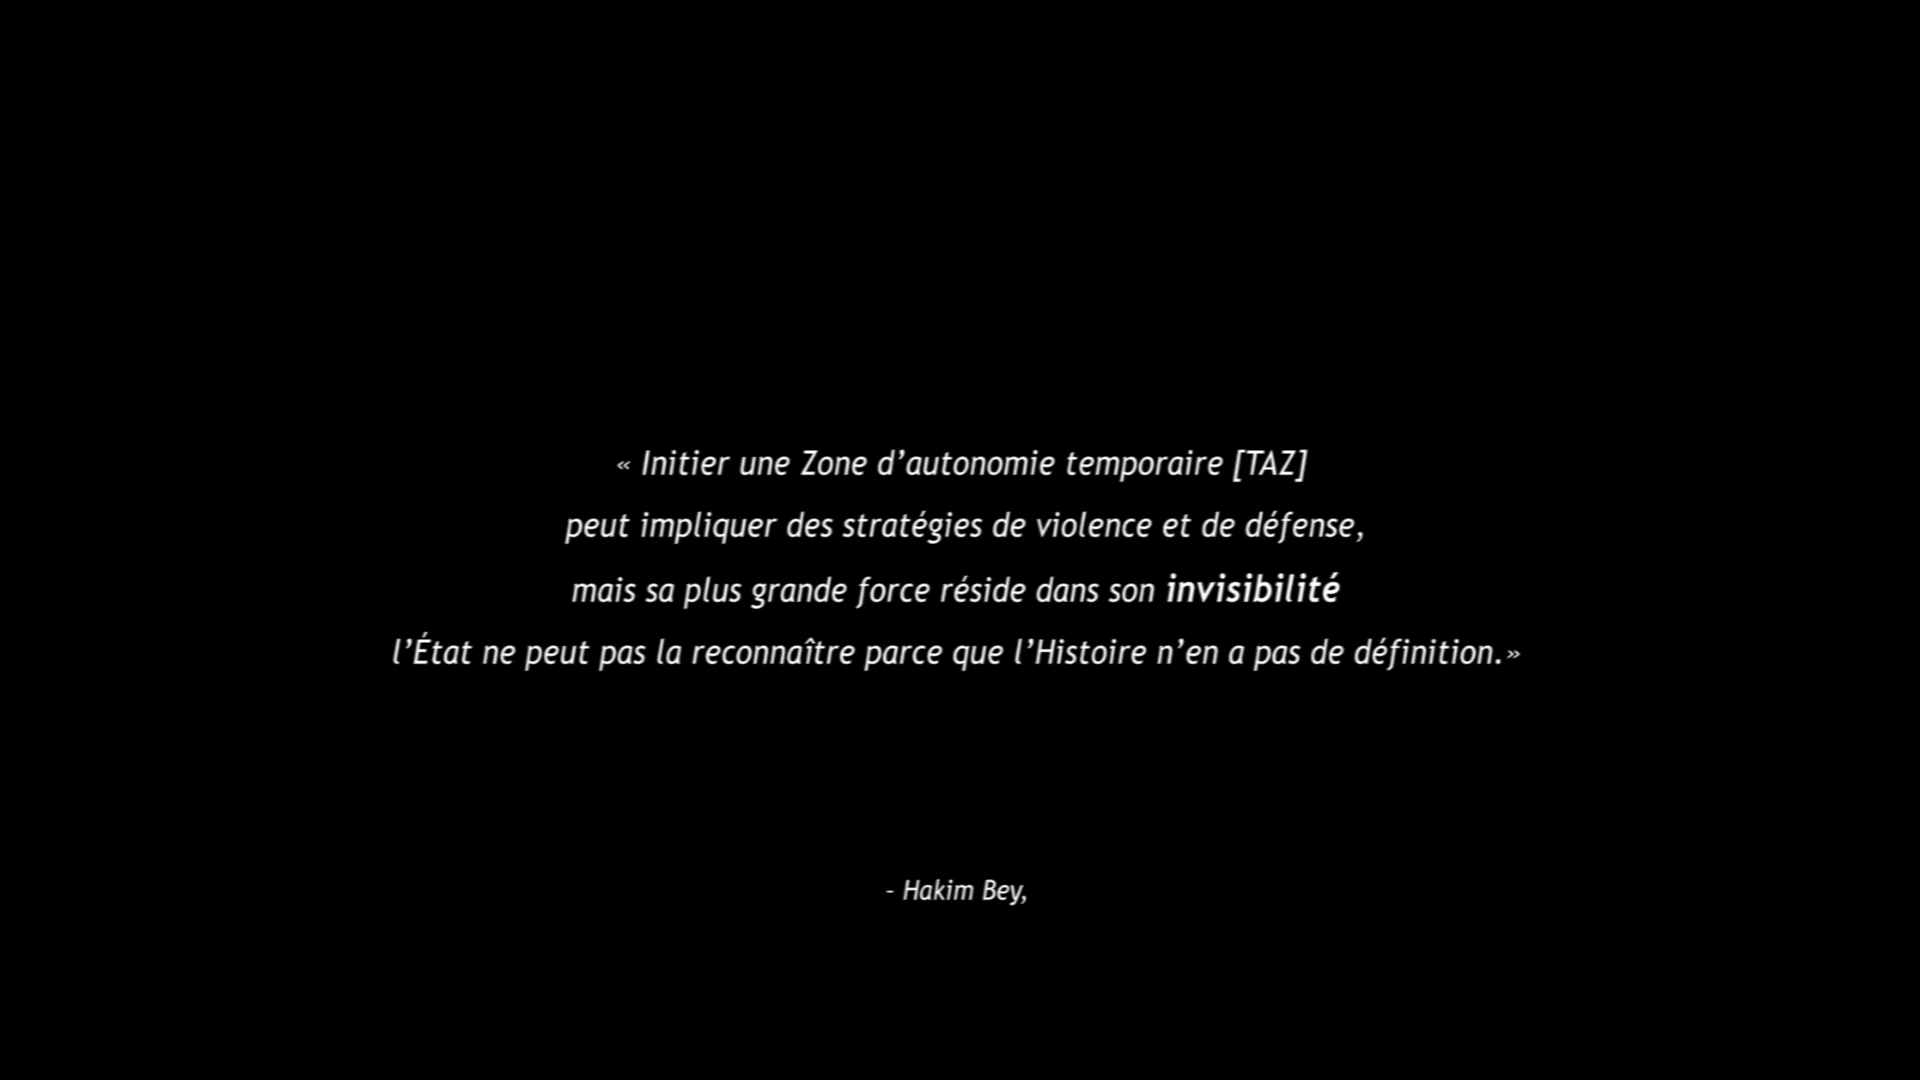 « Initier une Zone d’autonomie temporaire [TAZ]
peut impliquer des stratégies de violence et de défense,
mais sa plus grande force réside dans son invisibilité
l’État ne peut pas la reconnaître parce que l’Histoire n’en a pas de définition.»
- Hakim Bey,